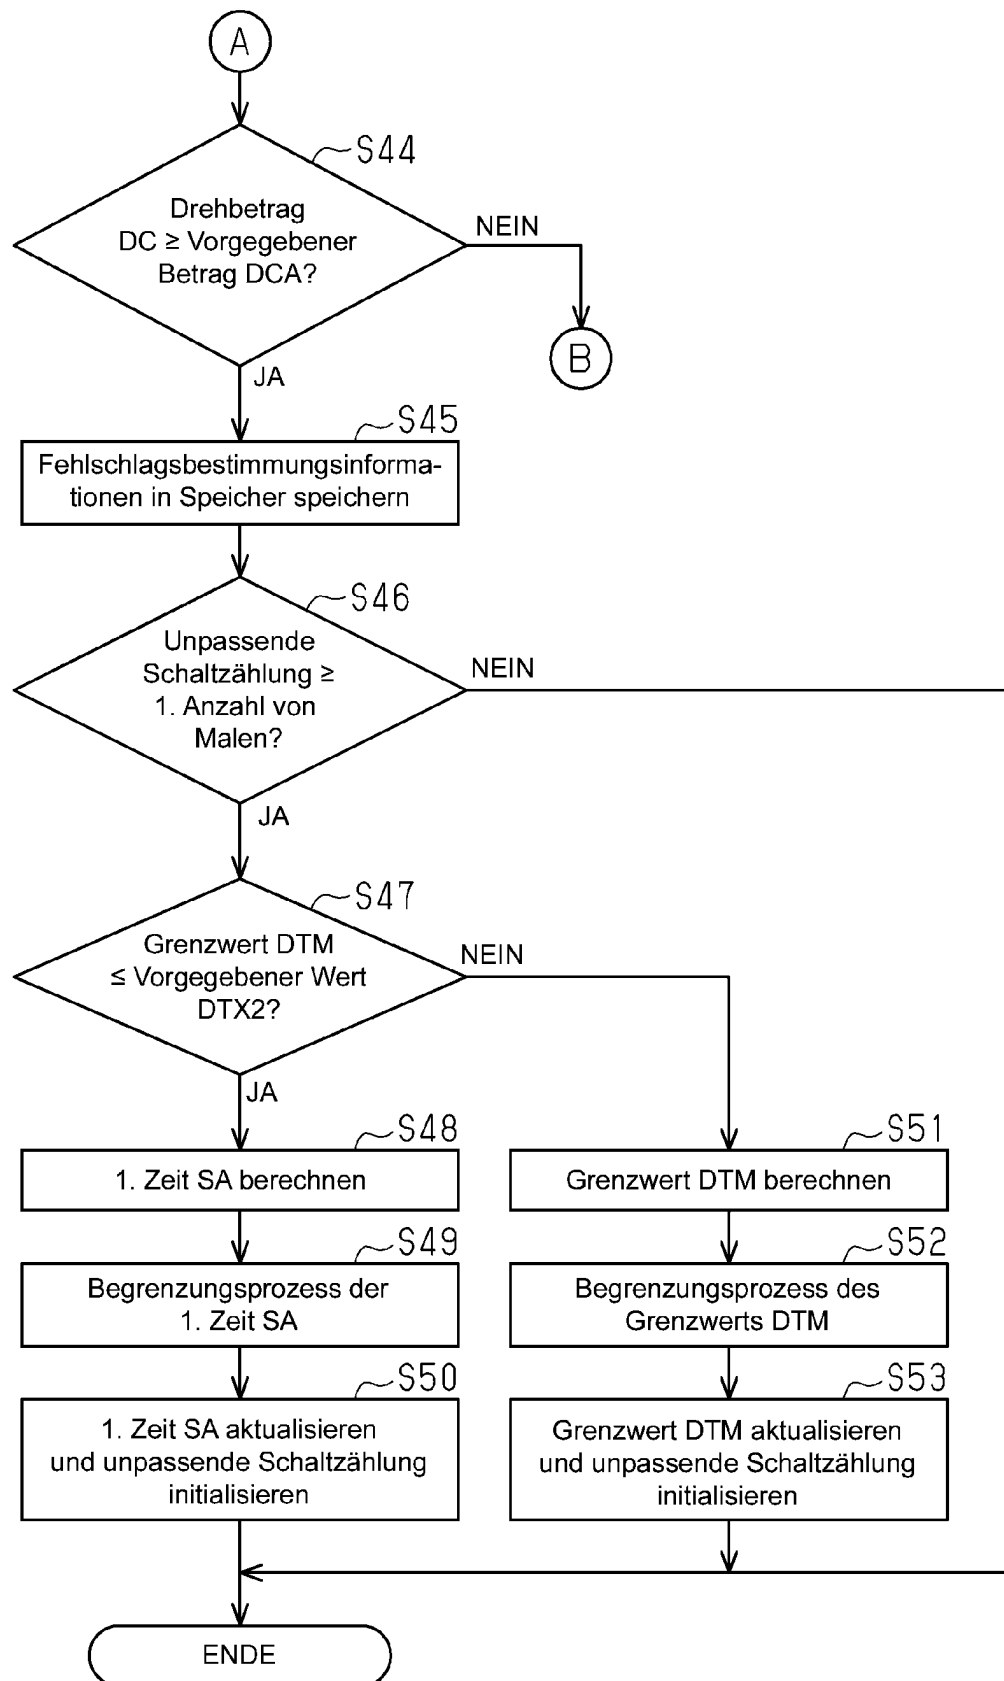 A
S44
Drehbetrag
DC ≥ Vorgegebener
Betrag DCA?
NEIN
B
JA
S45
Fehlschlagsbestimmungsinforma-
tionen in Speicher speichern
S46
Unpassende
Schaltzählung ≥
1. Anzahl von
Malen?
NEIN
JA
S47
Grenzwert DTM
≤ Vorgegebener Wert
DTX2?
NEIN
JA
S48
1. Zeit SA berechnen
S51
Grenzwert DTM berechnen
S49
Begrenzungsprozess der
1. Zeit SA
S52
Begrenzungsprozess des
Grenzwerts DTM
S50
1. Zeit SA aktualisieren
und unpassende Schaltzählung
initialisieren
S53
Grenzwert DTM aktualisieren
und unpassende Schaltzählung
initialisieren
ENDE